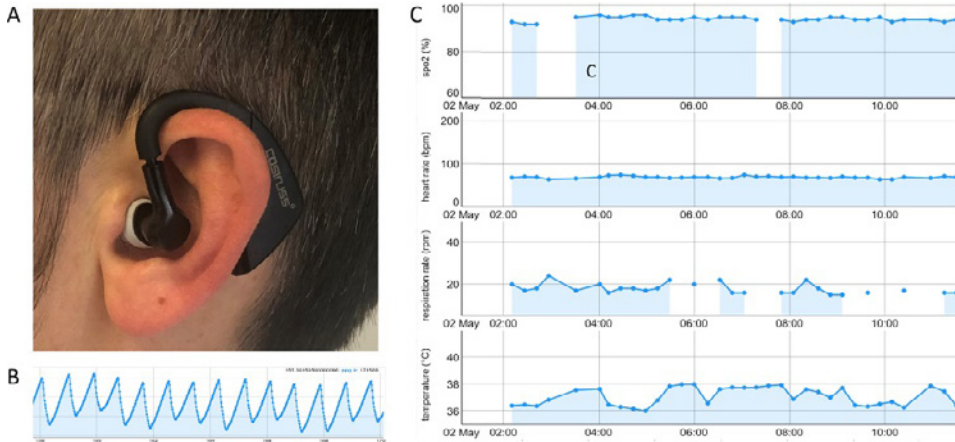 A
cosinuss°
B
C
100
80
60
spo2 (%)
C
02 May 02:00 04:00 06:00 08:00 10:00
200
100
0
heart rate (bpm)
02 May 02:00 04:00 06:00 08:00 10:00
40
20
respiration rate (rpm)
02 May 02:00 04:00 06:00 08:00 10:00
38
36
temperature (°C)
02 May 02:00 04:00 06:00 08:00 10:00